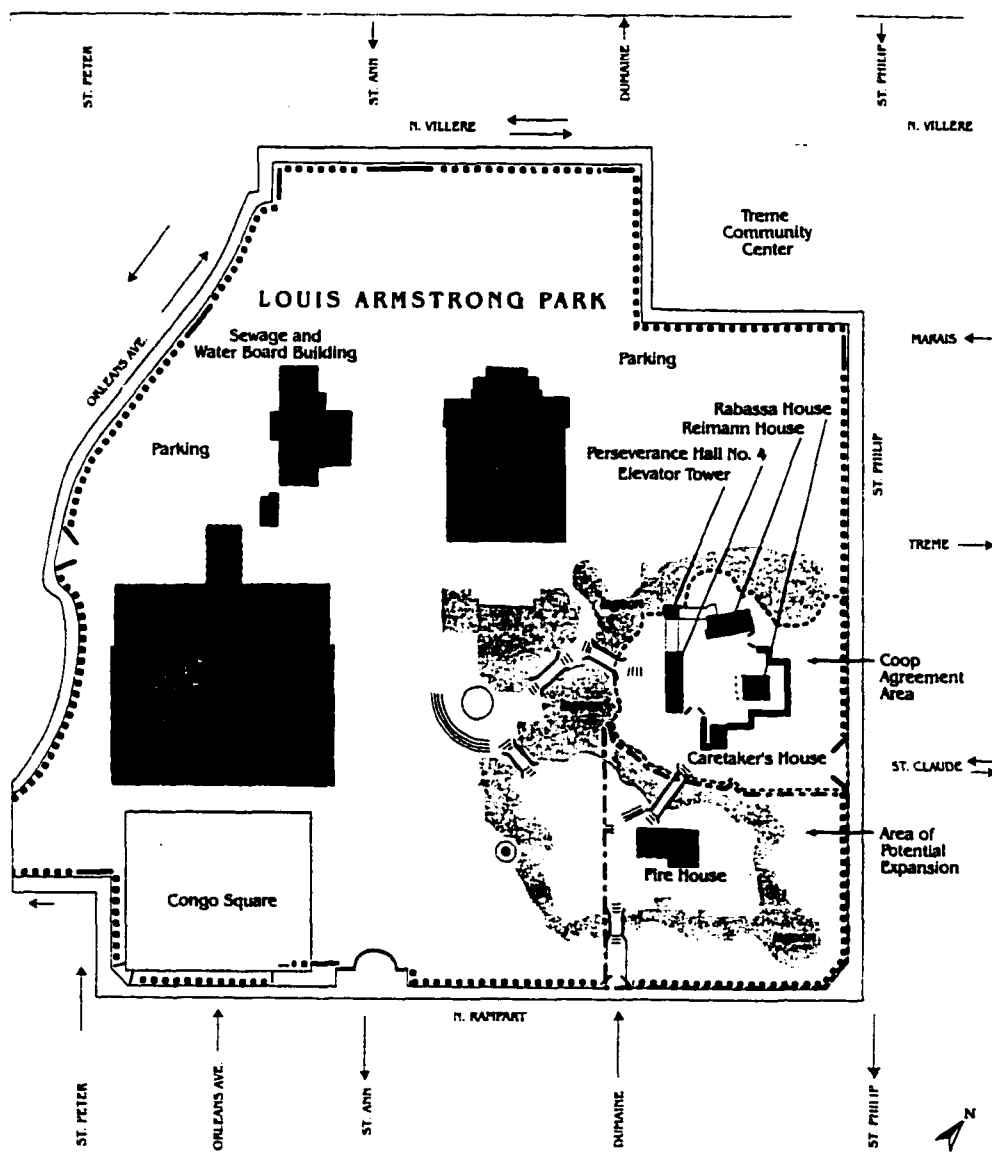 ST. PETER
ST. ANN
DUMAINE
ST. PHILIP
N. VILLERE
N. VILLERE
Treme
Community
Center
LOUIS ARMSTRONG PARK
Sewage and
Water Board Building
Parking
MARAIS
ORLEANS AVE.
Rabassa House
Reimann House
Perseverance Hall No. 4
Elevator Tower
Parking
ST. PHILIP
TREME
Coop
Agreement
Area
Caretaker's House
ST. CLAUDE
Area of
Potential
Expansion
Fire House
Congo Square
N. RAMPART
ST. PETER
ORLEANS AVE.
ST. ANN
DUMAINE
ST. PHILIP
N